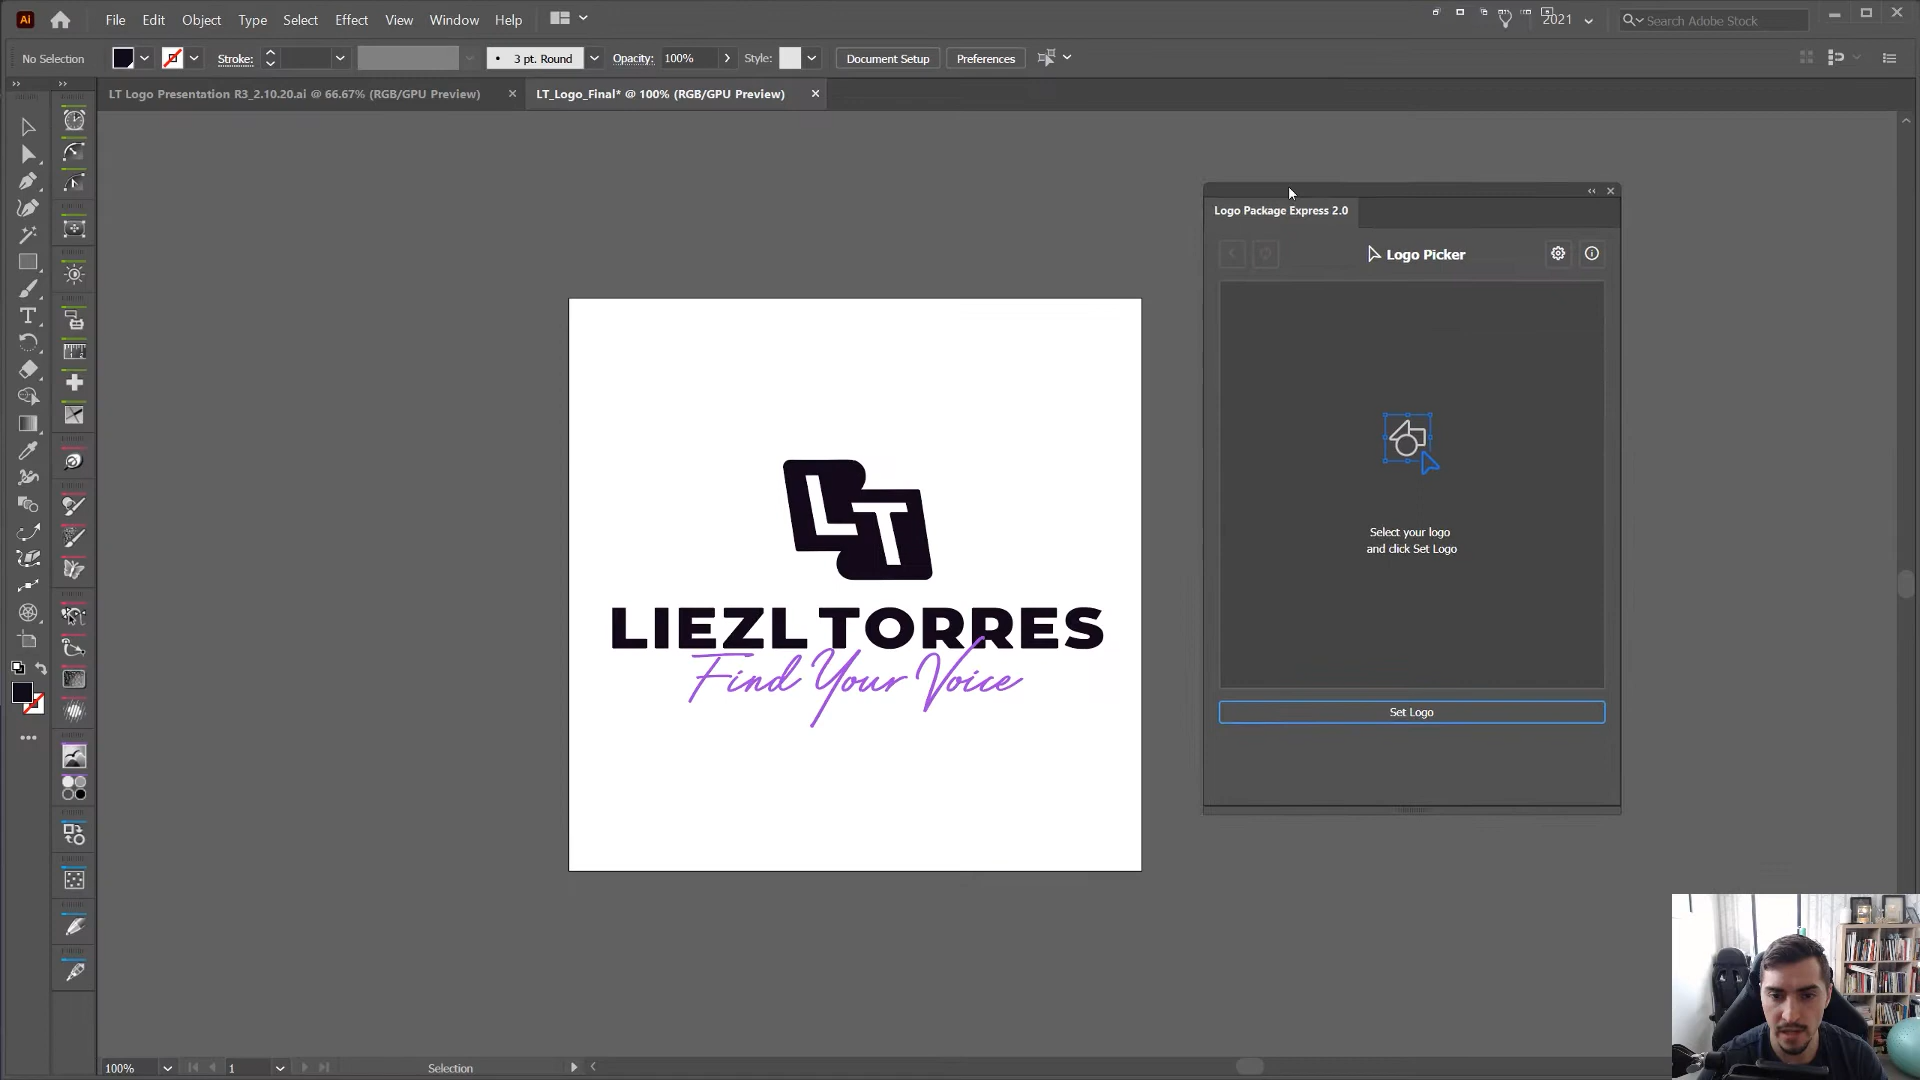 Ai
File Edit Object Type Select Effect View Window Help
2021
Search Adobe Stock
No Selection
Stroke:
3 pt. Round
Opacity: 100%
Style:
Document Setup
Preferences
LT Logo Presentation R3_2.10.20.ai @ 66.67% (RGB/GPU Preview)
LT_Logo_Final* @ 100% (RGB/GPU Preview)
Logo Package Express 2.0
Logo Picker
Select your logo
and click Set Logo
Set Logo
LT
LIEZL TORRES
Find Your Voice
100%
1
Selection